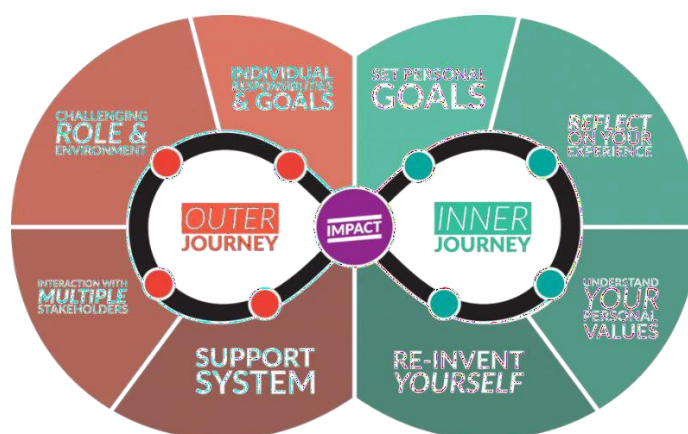 INDIVIDUAL
RESPONSIBILITIES
& GOALS
SET PERSONAL
GOALS
CHALLENGING
ROLE &
ENVIRONMENT
REFLECT
ON YOUR
EXPERIENCE
OUTER
JOURNEY
IMPACT
INNER
JOURNEY
INTERACTION WITH
MULTIPLE
STAKEHOLDERS
UNDERSTAND
YOUR
PERSONAL
VALUES
SUPPORT
SYSTEM
RE-INVENT
YOURSELF